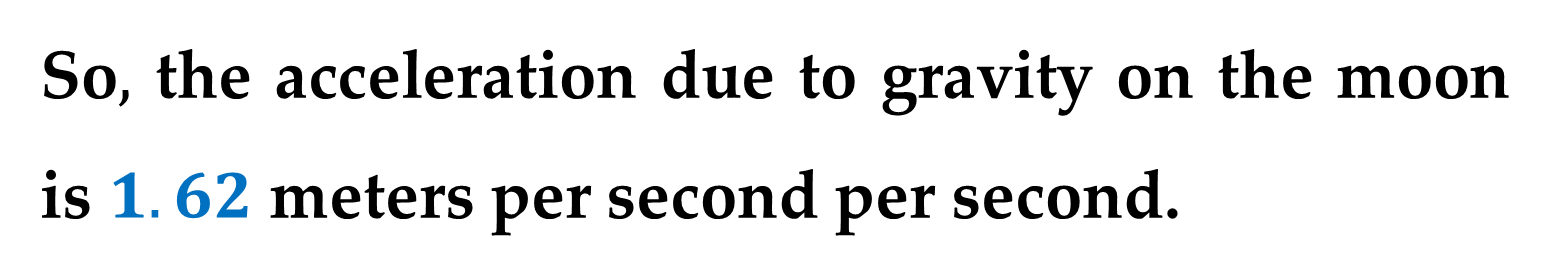 So, the acceleration due to gravity on the moon
is 1.62 meters per second per second.